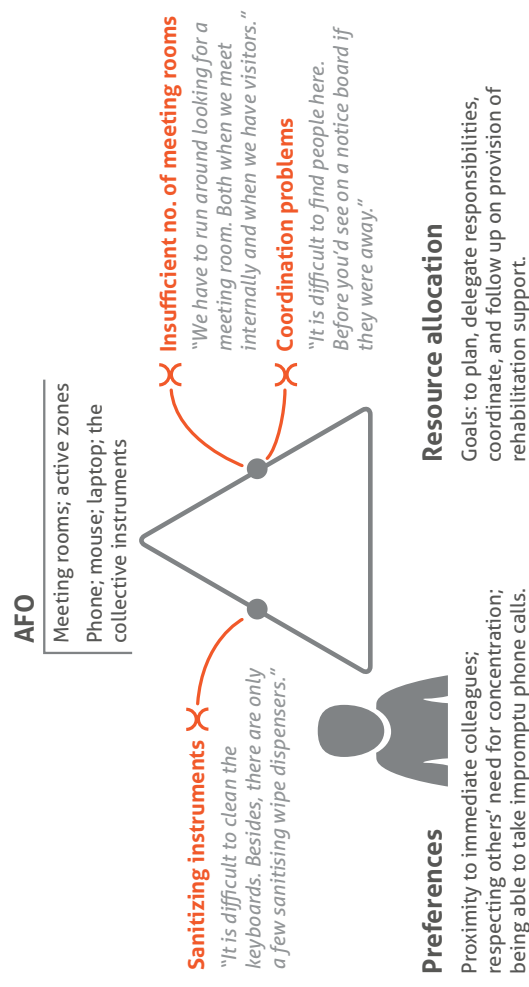 AFO
Meeting rooms; active zones
Phone; mouse; laptop; the
collective instruments
Sanitizing instruments
“It is difficult to clean the
keyboards. Besides, there are only
a few sanitising wipe dispensers.”
Insufficient no. of meeting rooms
“We have to run around looking for a
meeting room. Both when we meet
internally and when we have visitors.”
Coordination problems
“It is difficult to find people here.
Before you’d see on a notice board if
they were away.”
Preferences
Proximity to immediate colleagues;
respecting others’ need for concentration;
being able to take impromptu phone calls.
Resource allocation
Goals: to plan, delegate responsibilities,
coordinate, and follow up on provision of
rehabilitation support.